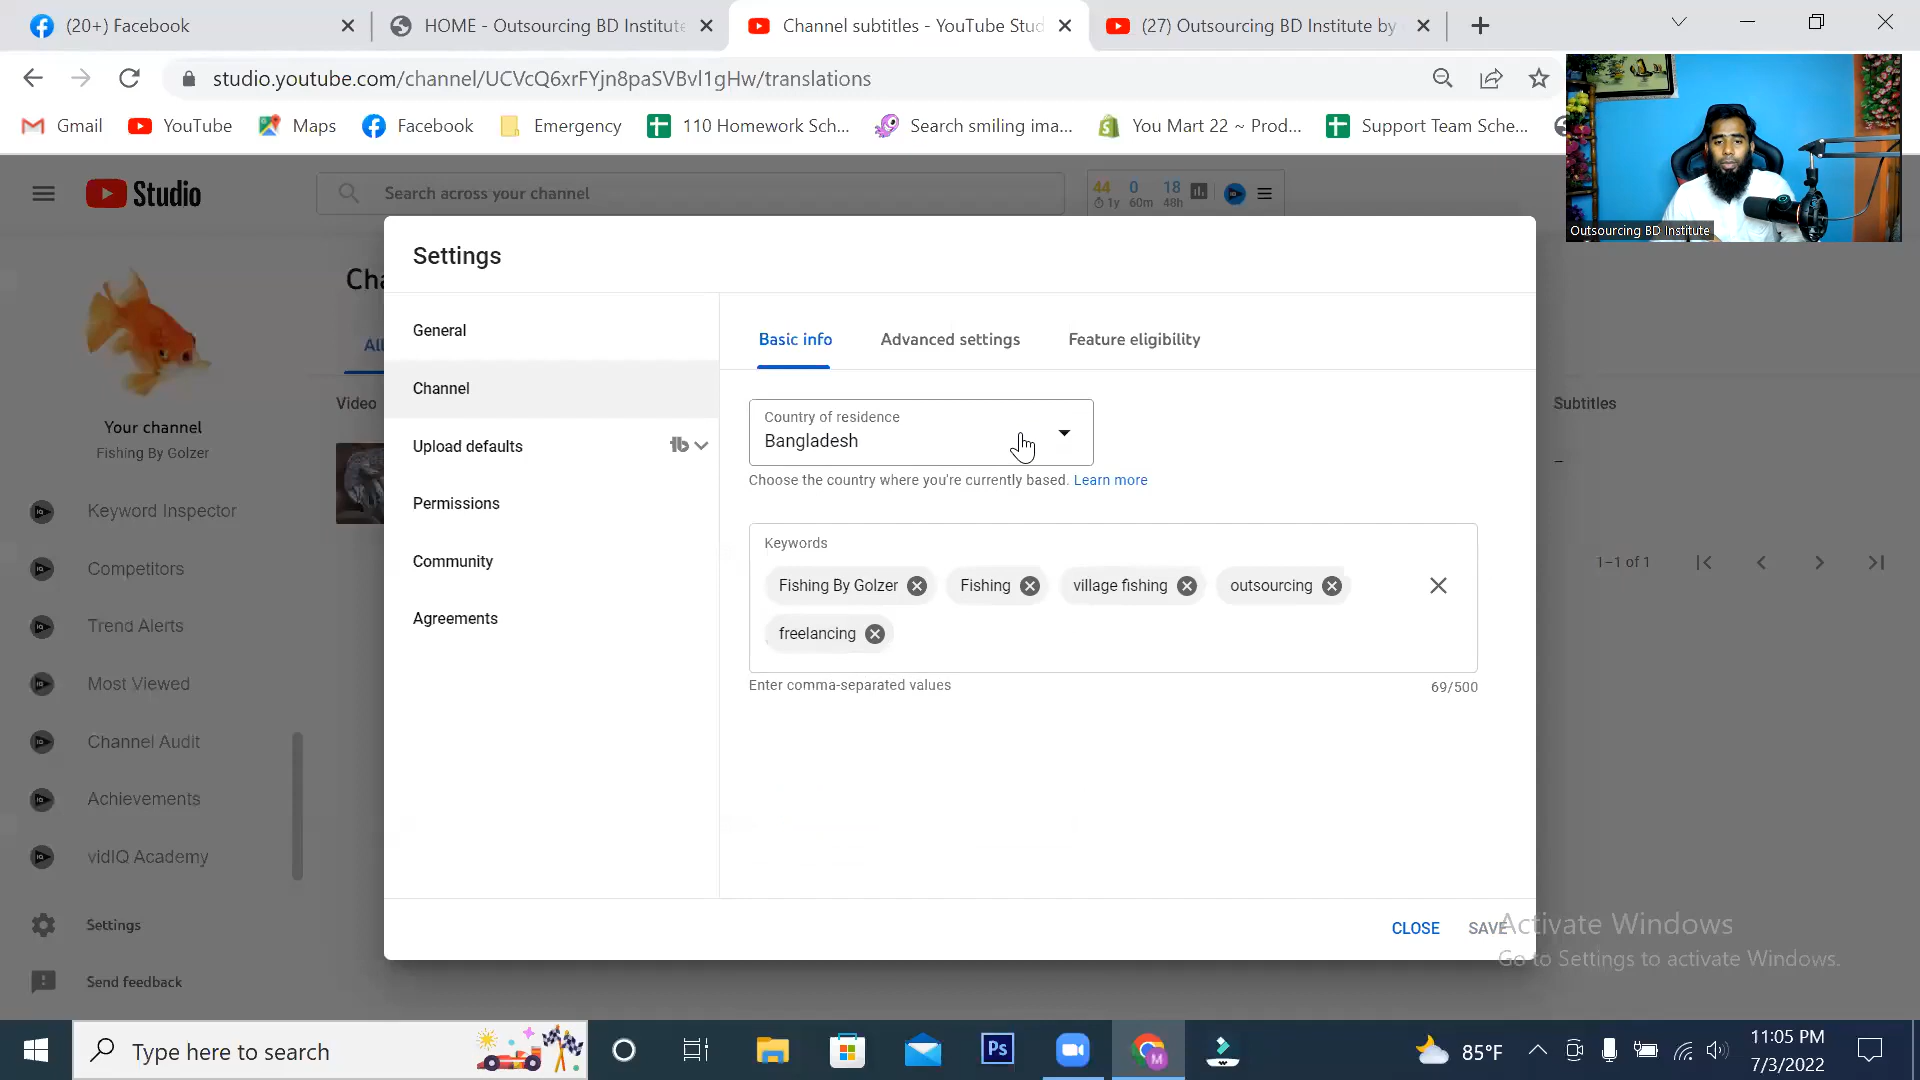 (20+) Facebook
HOME - Outsourcing BD Institute
Channel subtitles - YouTube Stud
(27) Outsourcing BD Institute by
studio.youtube.com/channel/UCVcQ6xrFYjn8paSVBvl1gHw/translations
Gmail
YouTube
Maps
Facebook
Emergency
110 Homework Sch...
Search smiling ima...
You Mart 22 ~ Prod...
Support Team Sche...
Outsourcing BD Institute
Studio
Search across your channel
44 0 18
1y 60m 48h
Settings
General
Channel
Upload defaults
tb
Permissions
Community
Agreements
Basic info
Advanced settings
Feature eligibility
Country of residence
Bangladesh
Choose the country where you're currently based. Learn more
Keywords
Fishing By Golzer
Fishing
village fishing
outsourcing
freelancing
Enter comma-separated values
69/500
CLOSE
SAVE
Cha
All
Video
Subtitles
–
1–1 of 1
Your channel
Fishing By Golzer
Keyword Inspector
Competitors
Trend Alerts
Most Viewed
Channel Audit
Achievements
vidIQ Academy
Settings
Send feedback
Activate Windows
Go to Settings to activate Windows.
Type here to search
Ps
M
85°F
11:05 PM
7/3/2022